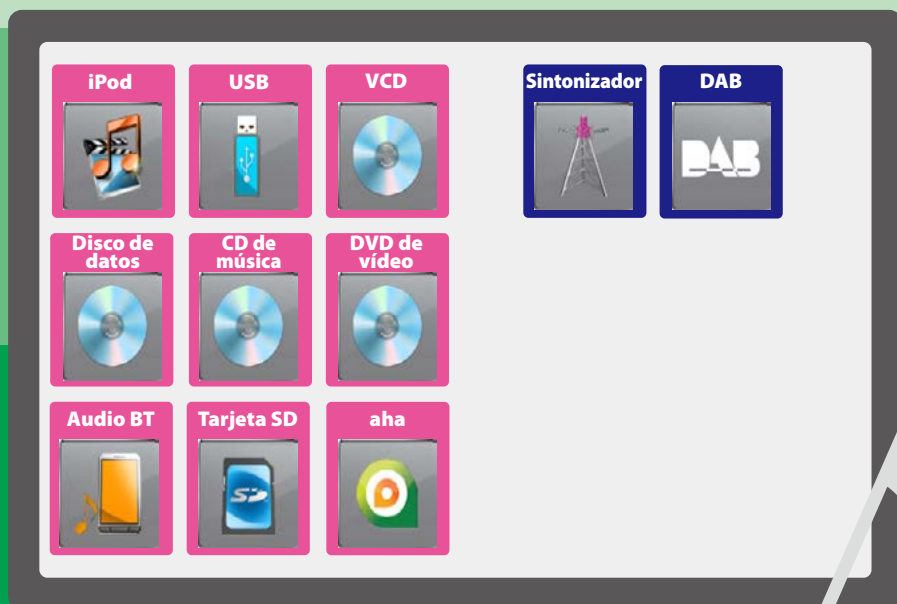 iPod
USB
VCD
Sintonizador
DAB
DAB
Disco de
datos
CD de
música
DVD de
vídeo
Audio BT
Tarjeta SD
SD
aha